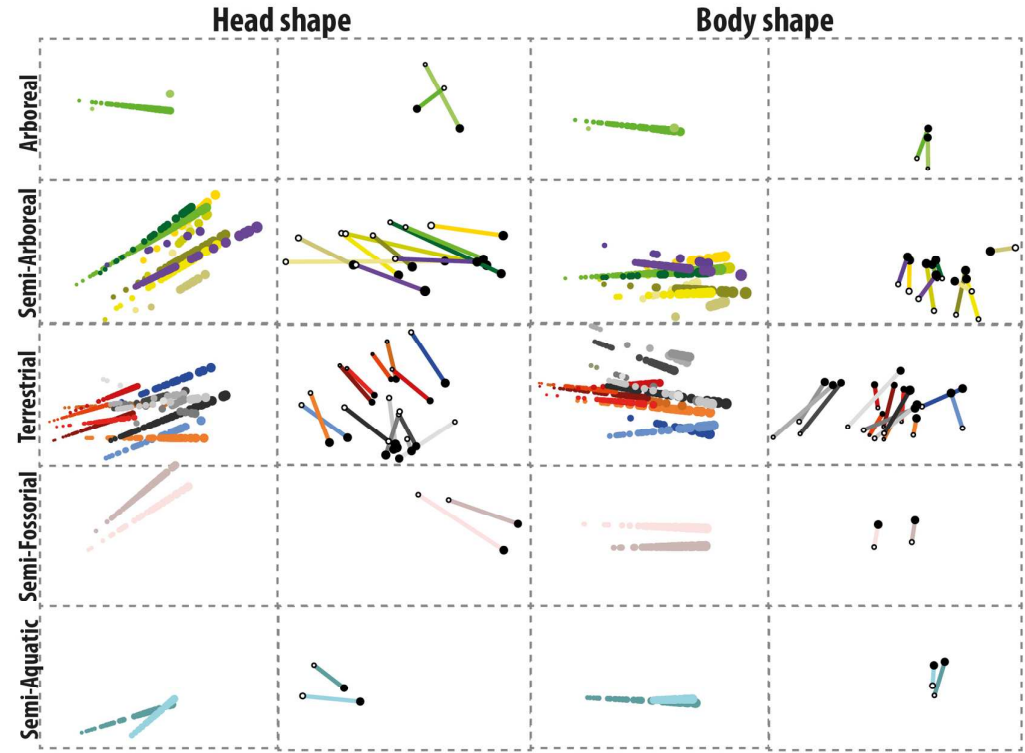 Head shape
Body shape
Arboreal
Semi-Arboreal
Terrestrial
Semi-Fossorial
Semi-Aquatic